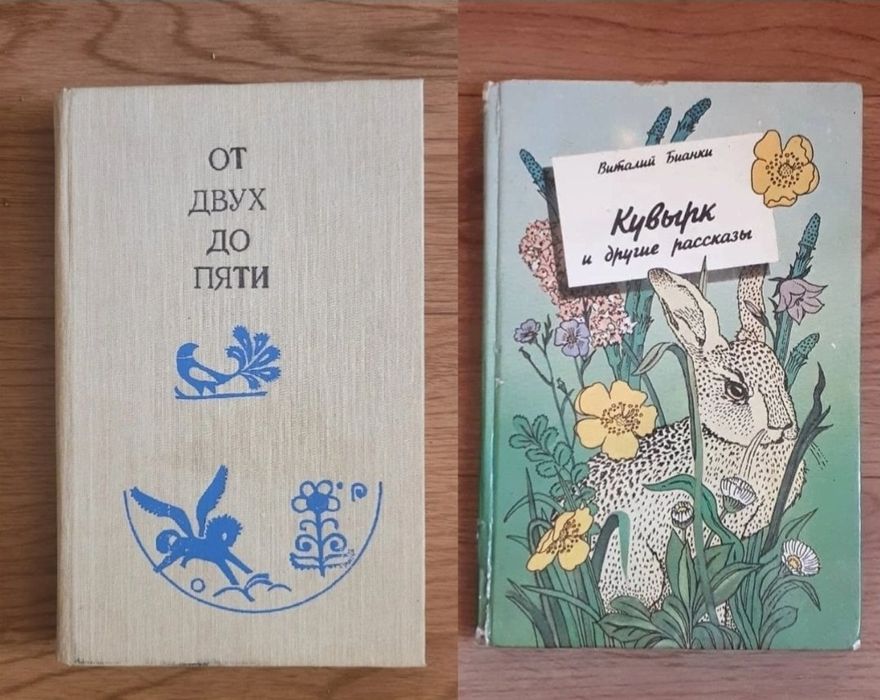 ОТ
ДВУХ
ДО
ПЯТИ
Виталий Бианки
Кувырк
и другие рассказы